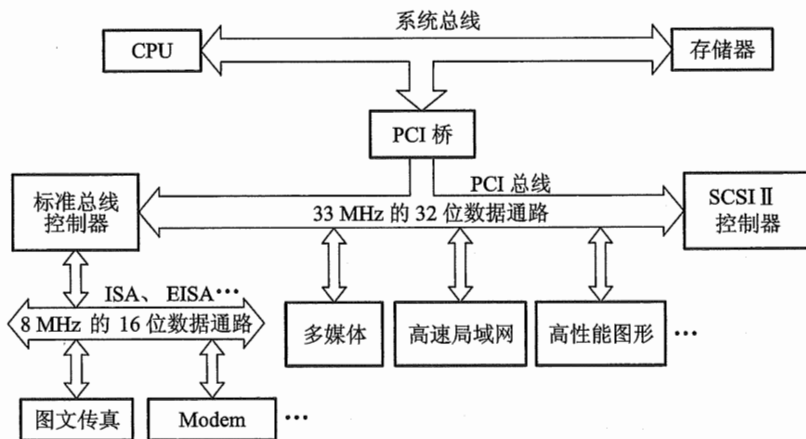 系统总线
CPU
存储器
PCI 桥
PCI 总线
标准总线
控制器
33 MHz 的 32 位数据通路
SCSI Ⅱ
控制器
ISA、EISA…
8 MHz 的 16 位数据通路
多媒体
高速局域网
高性能图形
…
图文传真
Modem
…